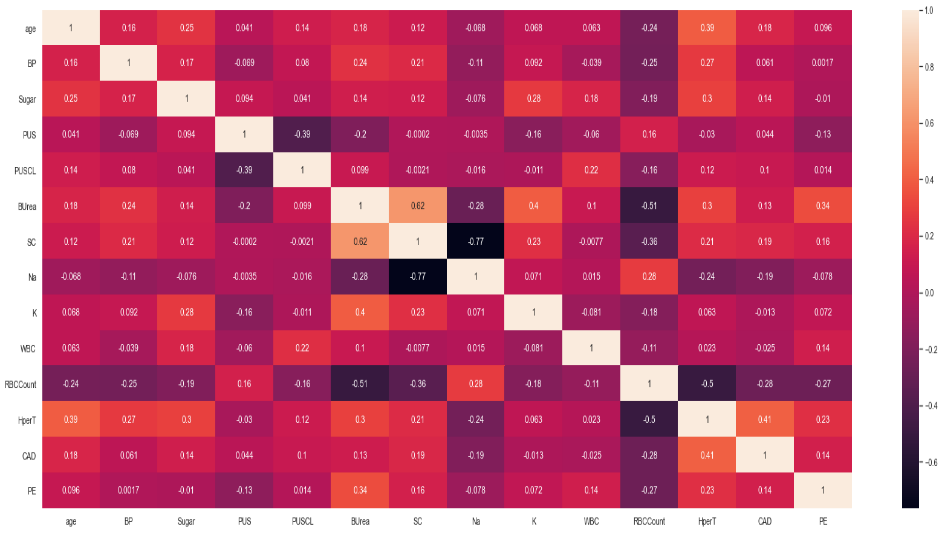 age 1 0.16 0.25 0.041 0.14 0.18 0.12 -0.068 0.068 0.063 -0.24 0.39 0.18 0.096
BP 0.16 1 0.17 -0.069 0.08 0.24 0.21 -0.11 0.092 -0.039 -0.25 0.27 0.061 0.0017
Sugar 0.25 0.17 1 0.094 0.041 0.14 0.12 -0.076 0.28 0.18 -0.19 0.3 0.14 -0.01
PUS 0.041 -0.069 0.094 1 -0.39 -0.2 -0.0002 -0.0035 -0.16 -0.06 0.16 -0.03 0.044 -0.13
PUSCL 0.14 0.08 0.041 -0.39 1 0.099 -0.0021 -0.016 -0.011 0.22 -0.16 0.12 0.1 0.014
BUrea 0.18 0.24 0.14 -0.2 0.099 1 0.62 -0.28 0.4 0.1 -0.51 0.3 0.13 0.34
SC 0.12 0.21 0.12 -0.0002 -0.0021 0.62 1 -0.77 0.23 -0.0077 -0.36 0.21 0.19 0.16
Na -0.068 -0.11 -0.076 -0.0035 -0.016 -0.28 -0.77 1 0.071 0.015 0.28 -0.24 -0.19 -0.078
K 0.068 0.092 0.28 -0.16 -0.011 0.4 0.23 0.071 1 -0.081 -0.18 0.063 -0.013 0.072
WBC 0.063 -0.039 0.18 -0.06 0.22 0.1 -0.0077 0.015 -0.081 1 -0.11 0.023 -0.025 0.14
RBCCount -0.24 -0.25 -0.19 0.16 -0.16 -0.51 -0.36 0.28 -0.18 -0.11 1 -0.5 -0.28 -0.27
HperT 0.39 0.27 0.3 -0.03 0.12 0.3 0.21 -0.24 0.063 0.023 -0.5 1 0.41 0.23
CAD 0.18 0.061 0.14 0.044 0.1 0.13 0.19 -0.19 -0.013 -0.025 -0.28 0.41 1 0.14
PE 0.096 0.0017 -0.01 -0.13 0.014 0.34 0.16 -0.078 0.072 0.14 -0.27 0.23 0.14 1
age BP Sugar PUS PUSCL BUrea SC Na K WBC RBCCount HperT CAD PE
1.0
0.8
0.6
0.4
0.2
0.0
-0.2
-0.4
-0.6